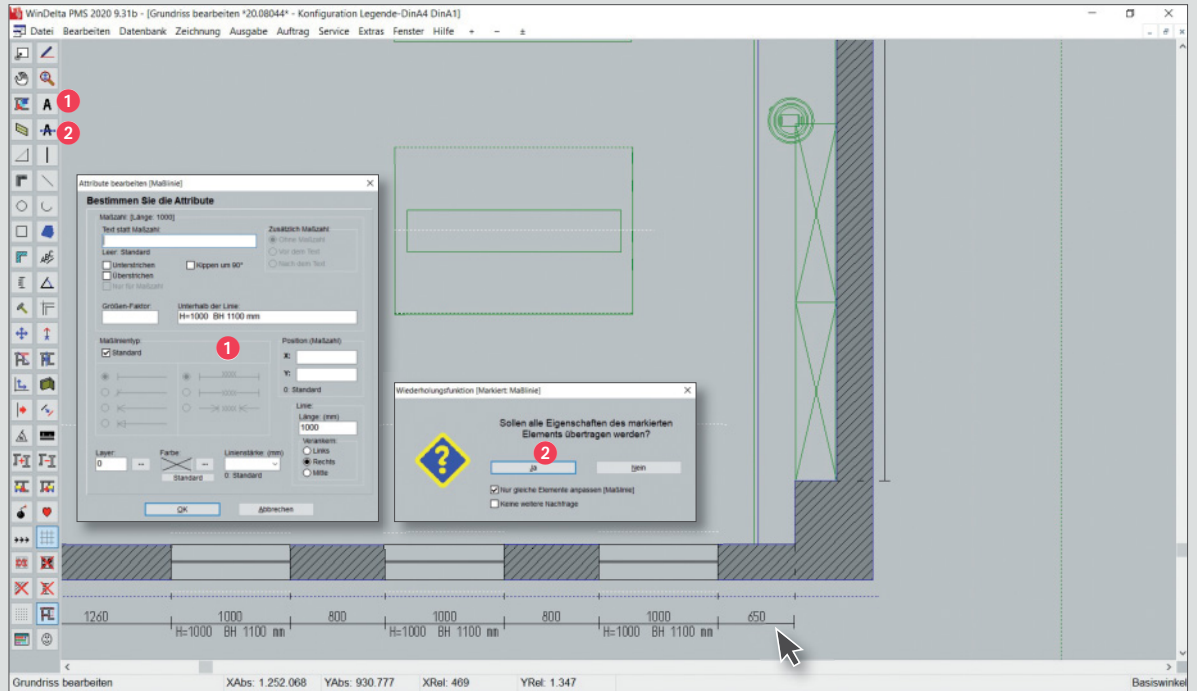 WinDelta PMS 2020 9.31b - [Grundriss bearbeiten *20.08044* - Konfiguration Legende-DinA4 DinA1]
Datei Bearbeiten Datenbank Zeichnung Ausgabe Auftrag Service Extras Fenster Hilfe + - ±
A 1
A 2
Attribute bearbeiten [Maßlinie]
Bestimmen Sie die Attribute
Maßzahl: [Länge: 1000]
Text statt Maßzahl:
Leer: Standard
Unterstrichen
Überstrichen
Nur für Maßzahl
Kippen um 90°
Zusätzlich Maßzahl
Ohne Maßzahl
Vor dem Text
Nach dem Text
Größen-Faktor:
Unterhalb der Linie:
H=1000 BH 1100 mm
Maßlinientyp
Standard
1
Position (Maßzahl)
X:
Y:
0: Standard
Linie:
Länge: (mm)
1000
Verankern:
Links
Rechts
Mitte
Layer:
0
...
Farbe
...
Standard
Linienstärke: (mm)
0: Standard
OK
Abbrechen
Wiederholungsfunktion [Markiert: Maßlinie]
Sollen alle Eigenschaften des markierten
Elements übertragen werden?
2
Ja
Nein
Nur gleiche Elemente anpassen [Maßlinie]
Keine weitere Nachfrage
1260 1000 800 1000 800 1000 650
H=1000 BH 1100 mm H=1000 BH 1100 mm H=1000 BH 1100 mm
Grundriss bearbeiten XAbs: 1.252.068 YAbs: 930.777 XRel: 469 YRel: 1.347 Basiswinkel